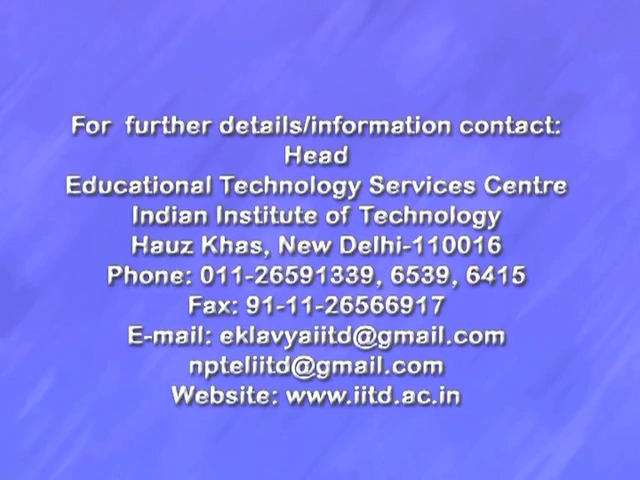 For further details/information contact:
Head
Educational Technology Services Centre
Indian Institute of Technology
Hauz Khas, New Delhi-110016
Phone: 011-26591339, 6539, 6415
Fax: 91-11-26566917
E-mail: eklavyaiitd@gmail.com
npteliitd@gmail.com
Website: www.iitd.ac.in